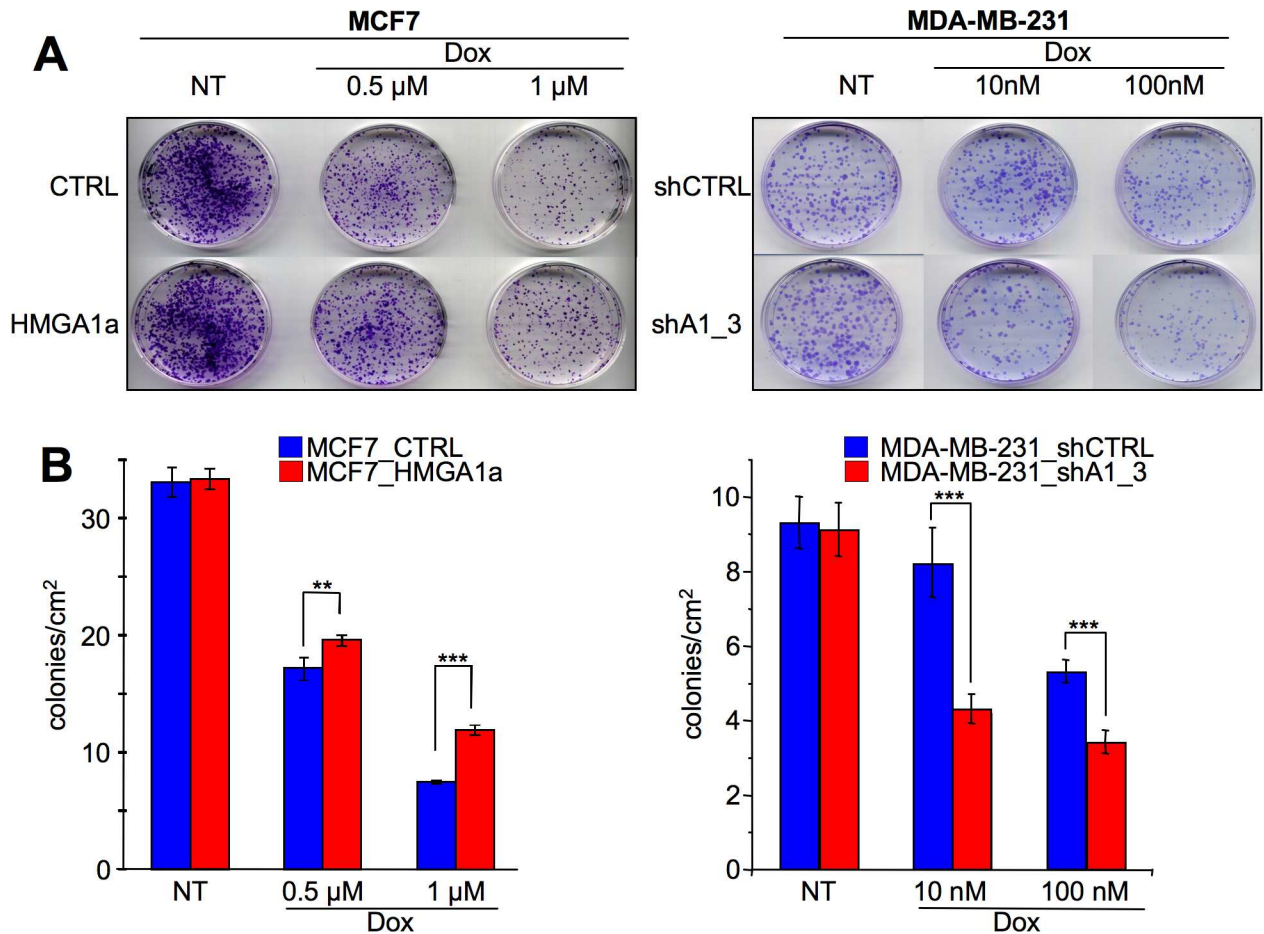 A
MCF7
Dox
NT 0.5 µM 1 µM
CTRL
HMGA1a
MDA-MB-231
Dox
NT 10nM 100nM
shCTRL
shA1_3
B
MCF7_CTRL
MCF7_HMGA1a
colonies/cm²
30
20
10
0
**
***
NT 0.5 µM 1 µM
Dox
MDA-MB-231_shCTRL
MDA-MB-231_shA1_3
colonies/cm²
10
8
6
4
2
0
***
***
NT 10 nM 100 nM
Dox